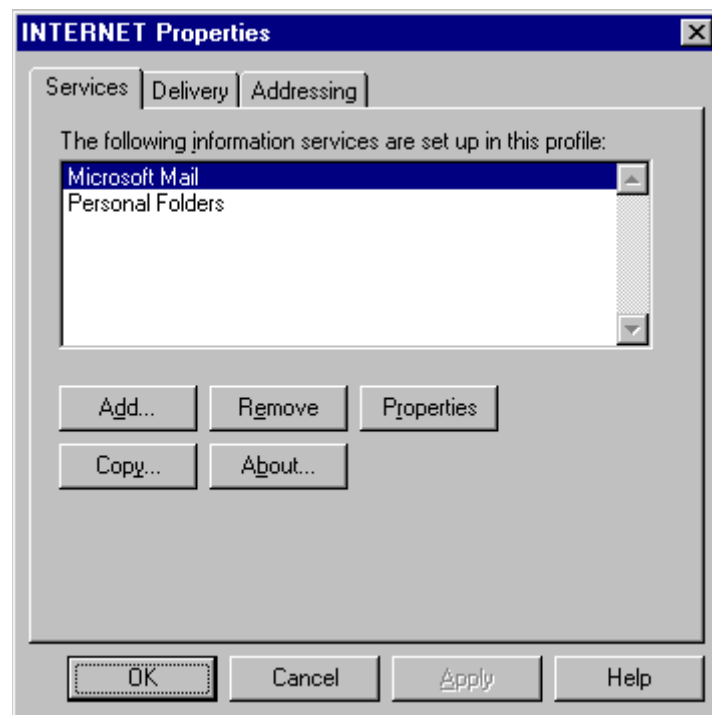 INTERNET Properties
Services Delivery Addressing
The following information services are set up in this profile:
Microsoft Mail
Personal Folders
Add... Remove Properties
Copy... About...
OK Cancel Apply Help